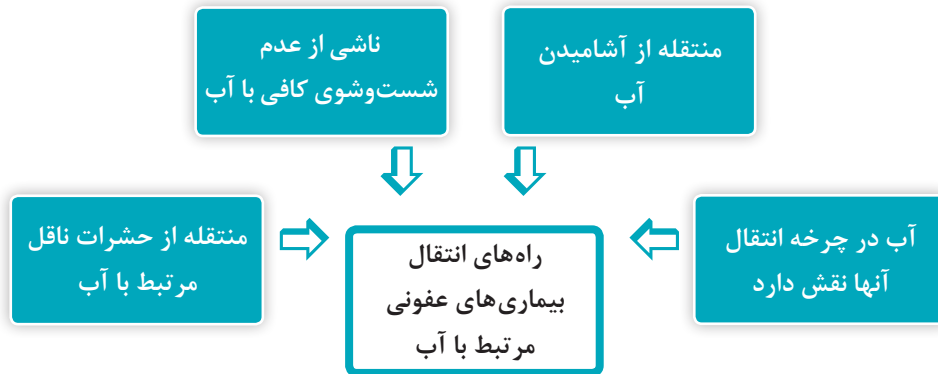 منتقله از آشامیدن
آب
ناشی از عدم
شست‌وشوی کافی با آب
آب در چرخه انتقال
آنها نقش دارد
راه‌های انتقال
بیماری‌های عفونی
مرتبط با آب
منتقله از حشرات ناقل
مرتبط با آب